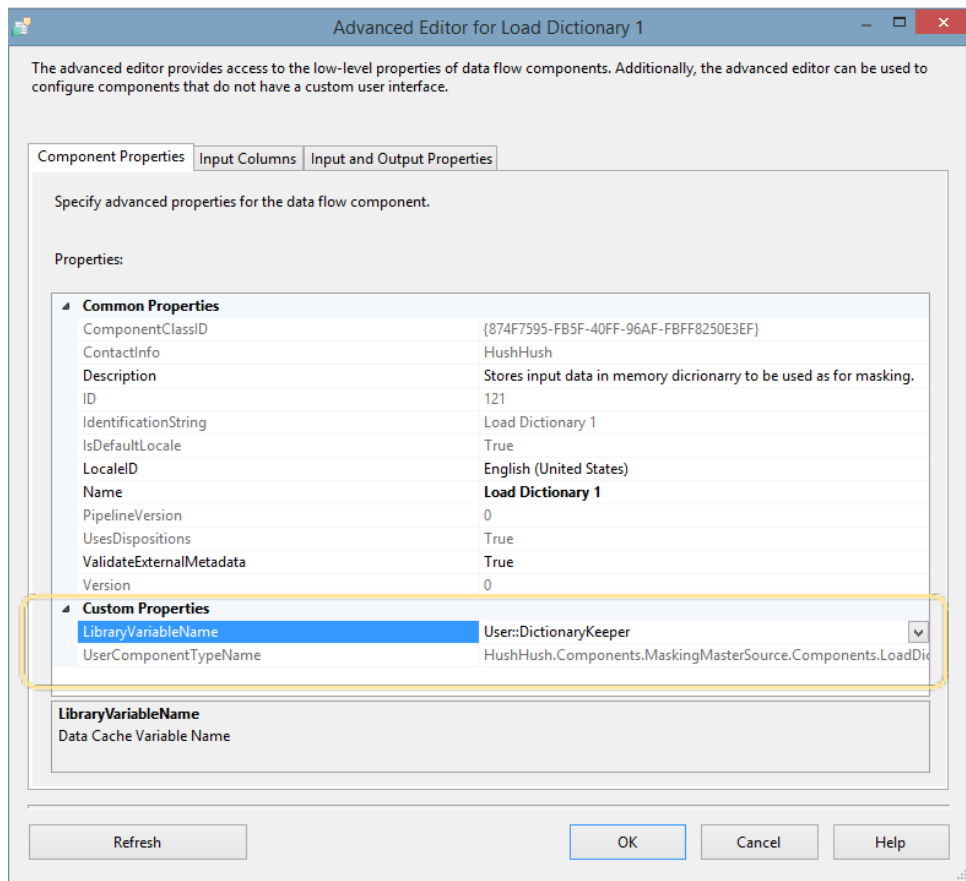 Advanced Editor for Load Dictionary 1
The advanced editor provides access to the low-level properties of data flow components. Additionally, the advanced editor can be used to
configure components that do not have a custom user interface.
Component Properties Input Columns Input and Output Properties
Specify advanced properties for the data flow component.
Properties:
Common Properties
ComponentClassID {874F7595-FB5F-40FF-96AF-FBFF8250E3EF}
ContactInfo HushHush
Description Stores input data in memory dicrionarry to be used as for masking.
ID 121
IdentificationString Load Dictionary 1
IsDefaultLocale True
LocaleID English (United States)
Name Load Dictionary 1
PipelineVersion 0
UsesDispositions True
ValidateExternalMetadata True
Version 0
Custom Properties
LibraryVariableName User::DictionaryKeeper
UserComponentTypeName HushHush.Components.MaskingMasterSource.Components.LoadDic
LibraryVariableName
Data Cache Variable Name
Refresh OK Cancel Help